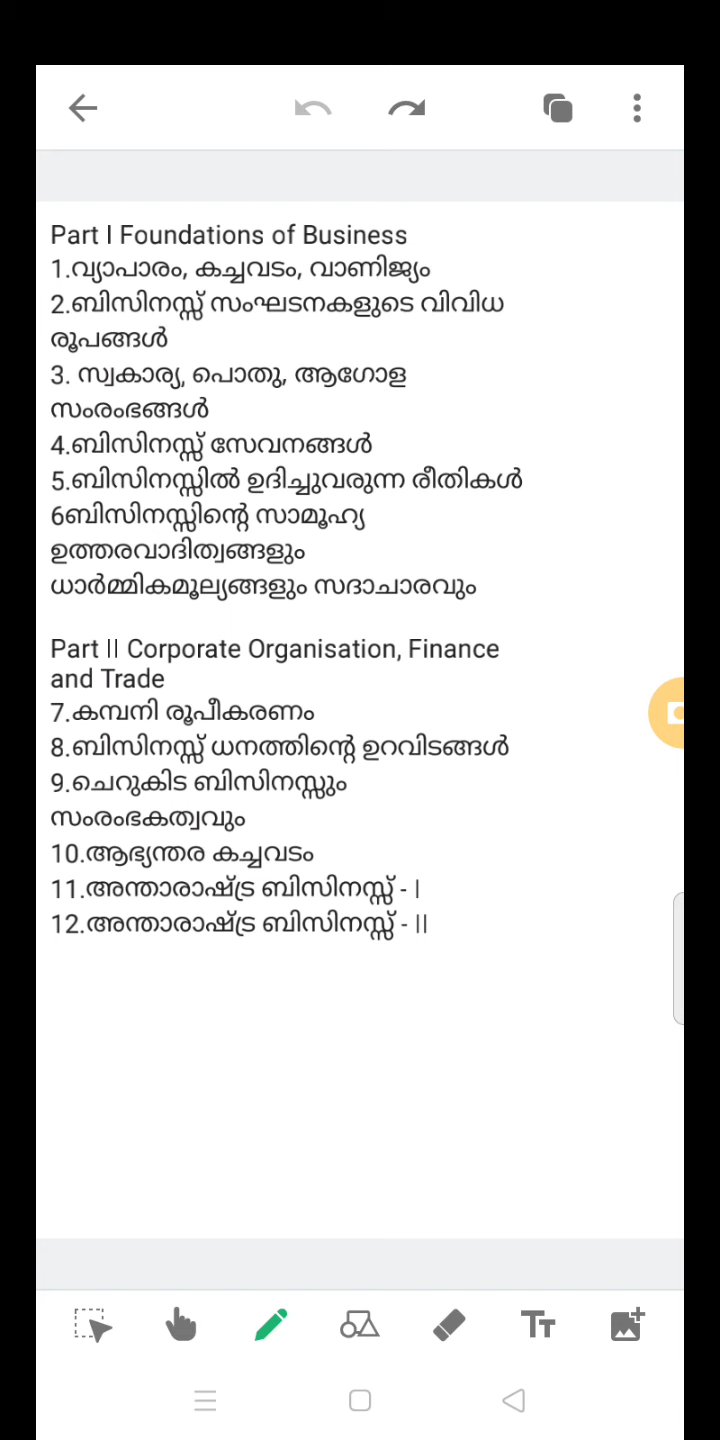 Part I Foundations of Business
1.വ്യാപാരം, കച്ചവടം, വാണിജ്യം
2.ബിസിനസ്സ് സംഘടനകളുടെ വിവിധ
രൂപങ്ങൾ
3. സ്വകാര്യ, പൊതു, ആഗോള
സംരംഭങ്ങൾ
4.ബിസിനസ്സ് സേവനങ്ങൾ
5.ബിസിനസ്സിൽ ഉദിച്ചുവരുന്ന രീതികൾ
6ബിസിനസ്സിന്റെ സാമൂഹ്യ
ഉത്തരവാദിത്വങ്ങളും
ധാർമ്മികമൂല്യങ്ങളും സദാചാരവും
Part II Corporate Organisation, Finance
and Trade
7.കമ്പനി രൂപീകരണം
8.ബിസിനസ്സ് ധനത്തിന്റെ ഉറവിടങ്ങൾ
9.ചെറുകിട ബിസിനസ്സും
സംരംഭകത്വവും
10.ആഭ്യന്തര കച്ചവടം
11.അന്താരാഷ്ട്ര ബിസിനസ്സ് - I
12.അന്താരാഷ്ട്ര ബിസിനസ്സ് - II
TT